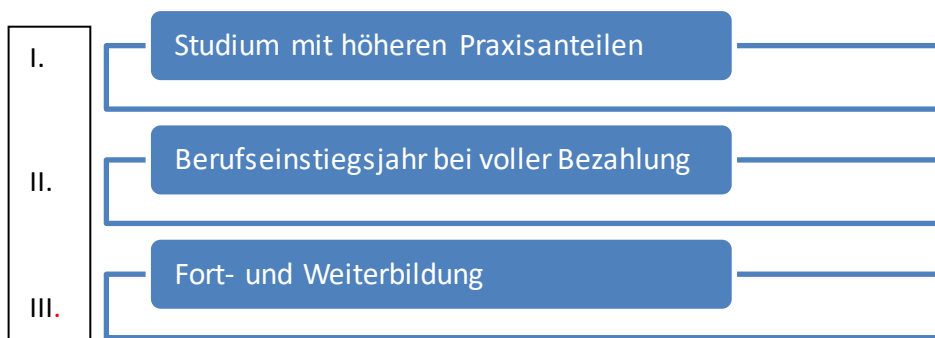 I.
Studium mit höheren Praxisanteilen
II.
Berufseinstiegsjahr bei voller Bezahlung
III.
Fort- und Weiterbildung